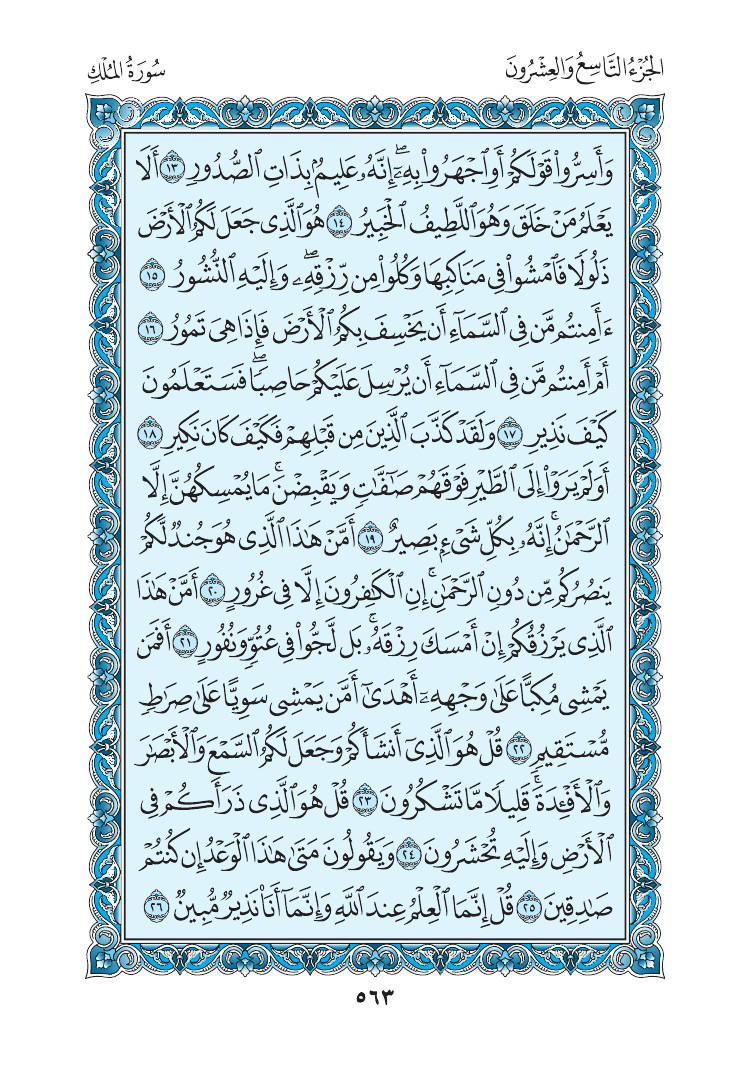 الجُزْءُ التَّاسِعُ وَالعِشْرُونَ
سُورَةُ المُلْكِ
وَأَسِرُّوا۟ قَوْلَكُمْ أَوِ ٱجْهَرُوا۟ بِهِۦٓ ۖ إِنَّهُۥ عَلِيمٌۢ بِذَاتِ ٱلصُّدُورِ ١٣ أَلَا
يَعْلَمُ مَنْ خَلَقَ وَهُوَ ٱللَّطِيفُ ٱلْخَبِيرُ ١٤ هُوَ ٱلَّذِى جَعَلَ لَكُمُ ٱلْأَرْضَ
ذَلُولًا فَٱمْشُوا۟ فِى مَنَاكِبِهَا وَكُلُوا۟ مِن رِّزْقِهِۦ ۖ وَإِلَيْهِ ٱلنُّشُورُ ١٥
ءَأَمِنتُم مَّن فِى ٱلسَّمَآءِ أَن يَخْسِفَ بِكُمُ ٱلْأَرْضَ فَإِذَا هِىَ تَمُورُ ١٦
أَمْ أَمِنتُم مَّن فِى ٱلسَّمَآءِ أَن يُرْسِلَ عَلَيْكُمْ حَاصِبًا ۖ فَسَتَعْلَمُونَ
كَيْفَ نَذِيرِ ١٧ وَلَقَدْ كَذَّبَ ٱلَّذِينَ مِن قَبْلِهِمْ فَكَيْفَ كَانَ نَكِيرِ ١٨
أَوَلَمْ يَرَوْا۟ إِلَى ٱلطَّيْرِ فَوْقَهُمْ صَٰٓفَّٰتٍ وَيَقْبِضْنَ ۚ مَا يُمْسِكُهُنَّ إِلَّا
ٱلرَّحْمَٰنُ ۚ إِنَّهُۥ بِكُلِّ شَىْءٍۭ بَصِيرٌ ١٩ أَمَّنْ هَٰذَا ٱلَّذِى هُوَ جُندٌ لَّكُمْ
يَنصُرُكُم مِّن دُونِ ٱلرَّحْمَٰنِ ۚ إِنِ ٱلْكَٰفِرُونَ إِلَّا فِى غُرُورٍ ٢٠ أَمَّنْ هَٰذَا
ٱلَّذِى يَرْزُقُكُمْ إِنْ أَمْسَكَ رِزْقَهُۥ ۚ بَل لَّجُّوا۟ فِى عُتُوٍّ وَنُفُورٍ ٢١ أَفَمَن
يَمْشِى مُكِبًّا عَلَىٰ وَجْهِهِۦٓ أَهْدَىٰٓ أَمَّن يَمْشِى سَوِيًّا عَلَىٰ صِرَٰطٍ
مُّسْتَقِيمٍ ٢٢ قُلْ هُوَ ٱلَّذِىٓ أَنشَأَكُمْ وَجَعَلَ لَكُمُ ٱلسَّمْعَ وَٱلْأَبْصَٰرَ
وَٱلْأَفْـِٔدَةَ ۖ قَلِيلًا مَّا تَشْكُرُونَ ٢٣ قُلْ هُوَ ٱلَّذِى ذَرَأَكُمْ فِى
ٱلْأَرْضِ وَإِلَيْهِ تُحْشَرُونَ ٢٤ وَيَقُولُونَ مَتَىٰ هَٰذَا ٱلْوَعْدُ إِن كُنتُمْ
صَٰدِقِينَ ٢٥ قُلْ إِنَّمَا ٱلْعِلْمُ عِندَ ٱللَّهِ وَإِنَّمَآ أَنَا۠ نَذِيرٌ مُّبِينٌ ٢٦
٥٦٣